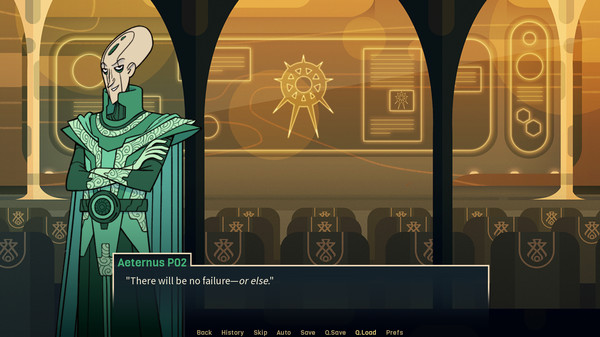 Aeternus P02
"There will be no failure—or else."
Back History Skip Auto Save Q.Save Q.Load Prefs